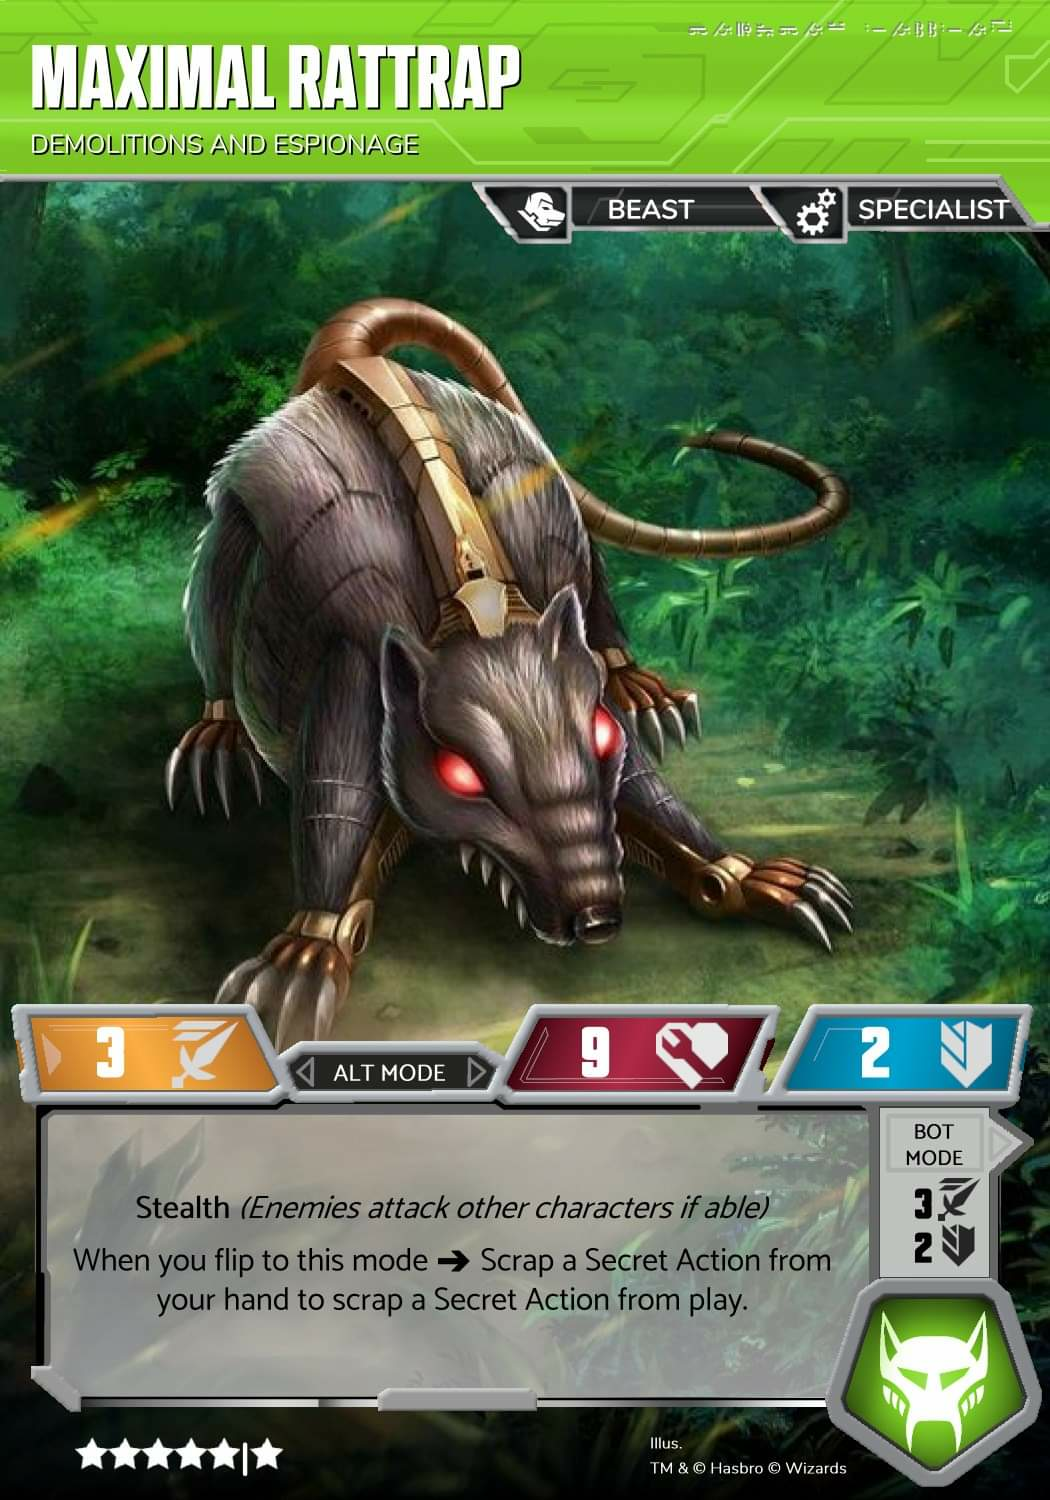 MAXIMAL RATTRAP
DEMOLITIONS AND ESPIONAGE
BEAST
SPECIALIST
3
ALT MODE
9
2
BOT
MODE
3
2
Stealth (Enemies attack other characters if able)
When you flip to this mode ➔ Scrap a Secret Action from
your hand to scrap a Secret Action from play.
Illus.
TM & © Hasbro © Wizards